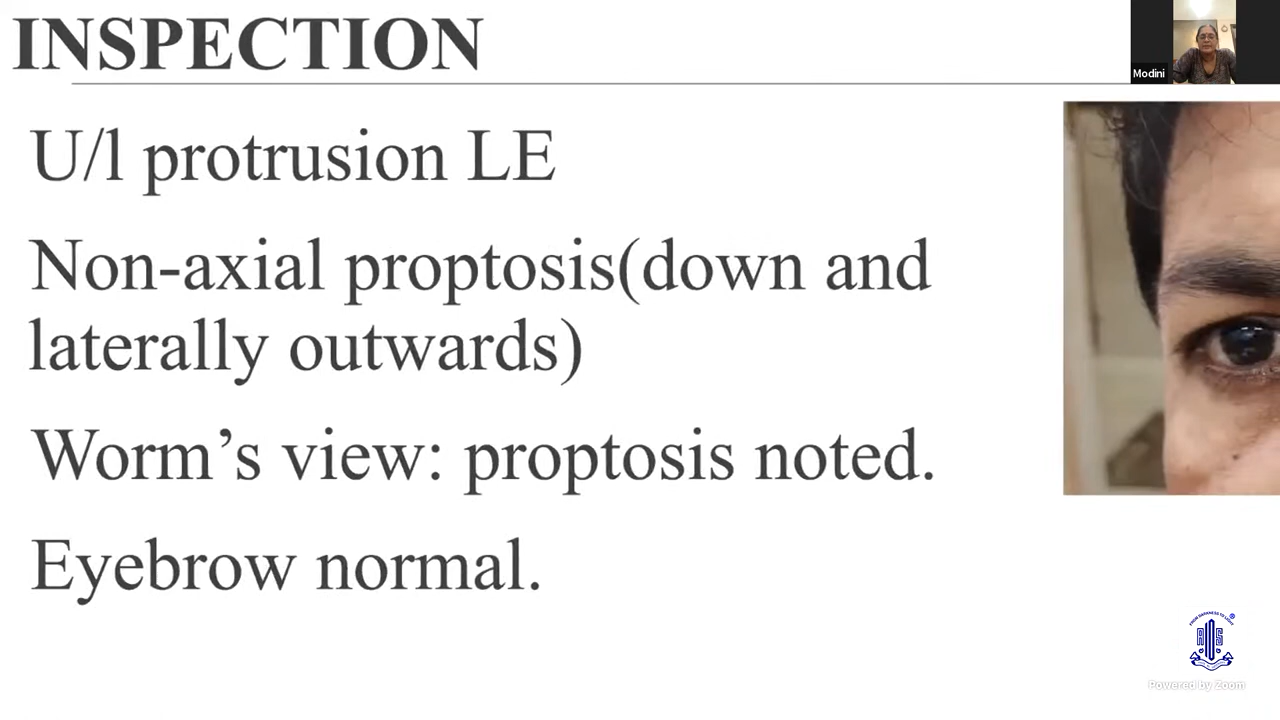 INSPECTION
Modini
U/l protrusion LE
Non-axial proptosis(down and
laterally outwards)
Worm’s view: proptosis noted.
Eyebrow normal.
Powered by Zoom